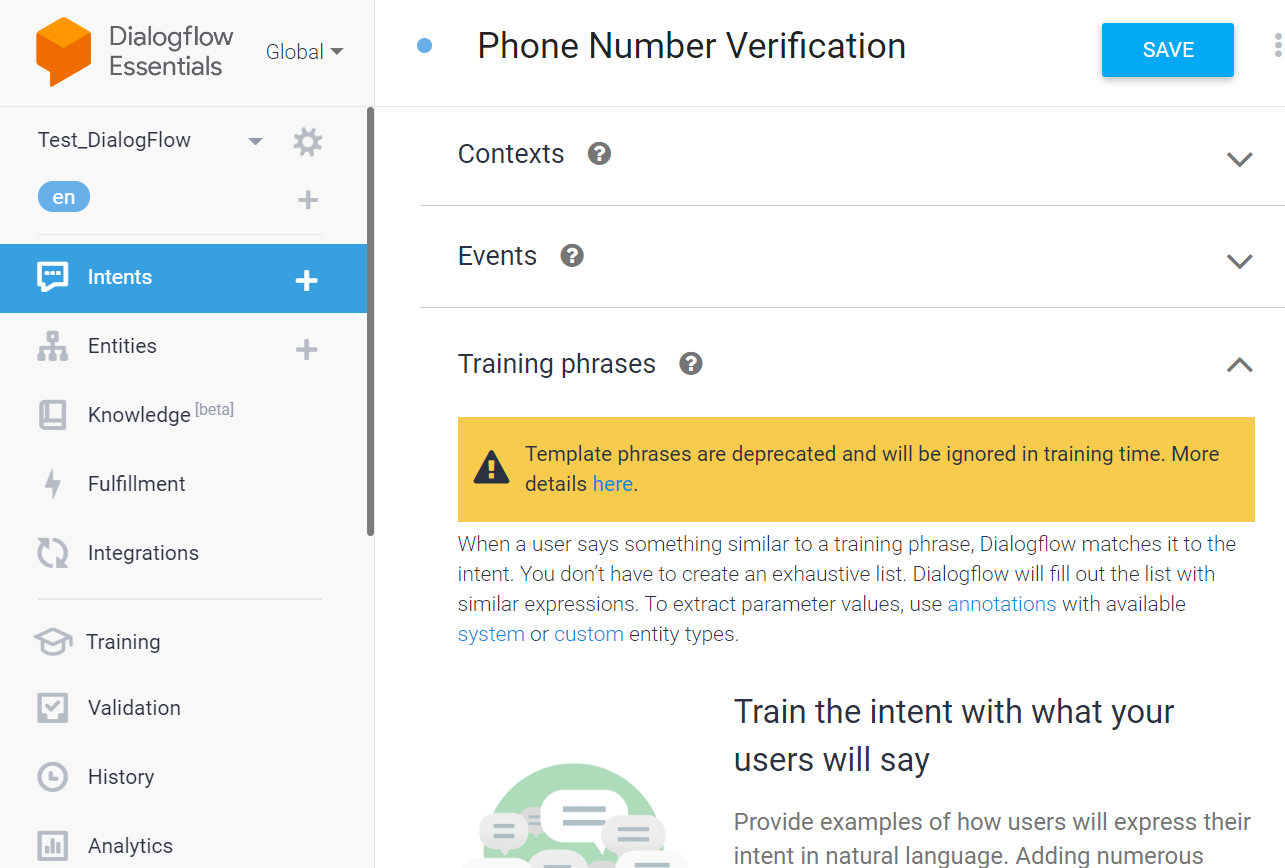 Dialogflow
Essentials
Global
Test_DialogFlow
en
Intents
Entities
Knowledge [beta]
Fulfillment
Integrations
Training
Validation
History
Analytics
Phone Number Verification
SAVE
Contexts ?
Events ?
Training phrases ?
Template phrases are deprecated and will be ignored in training time. More
details here.
When a user says something similar to a training phrase, Dialogflow matches it to the
intent. You don’t have to create an exhaustive list. Dialogflow will fill out the list with
similar expressions. To extract parameter values, use annotations with available
system or custom entity types.
Train the intent with what your
users will say
Provide examples of how users will express their
intent in natural language. Adding numerous